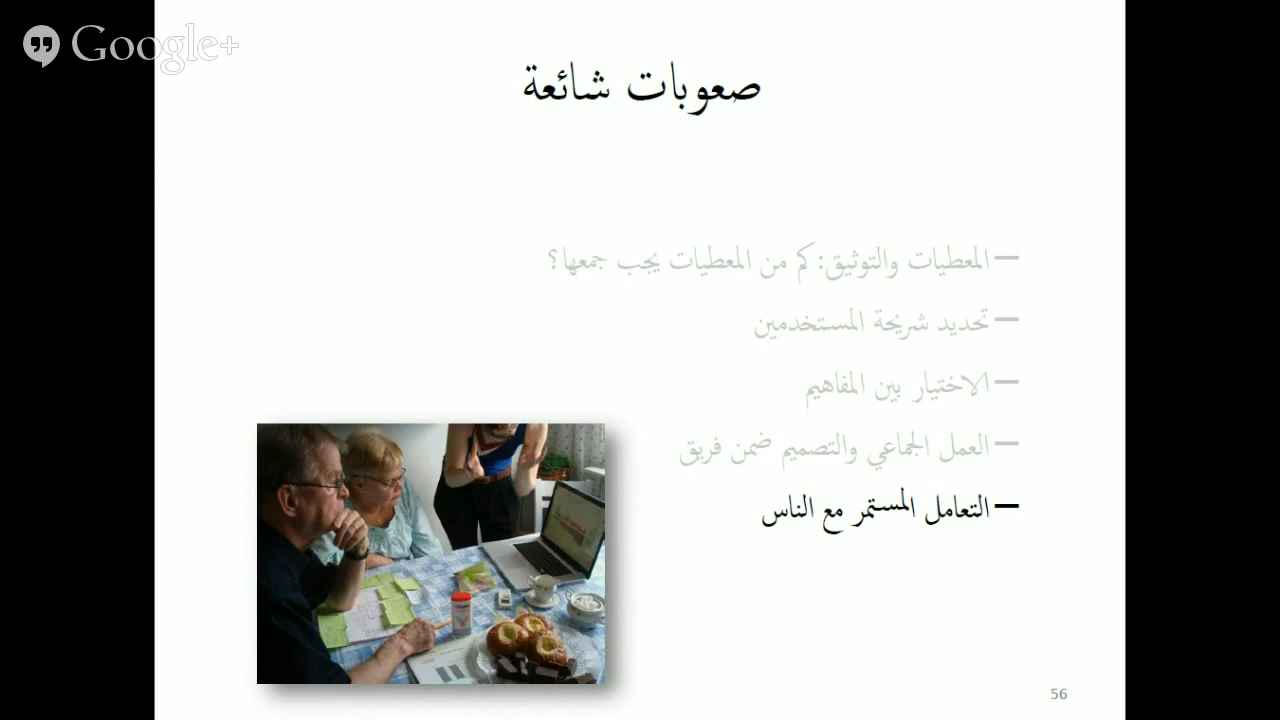 Google+
صعوبات شائعة
المعطيات والتوثيق: كم من المعطيات يجب جمعها؟
تحديد شريحة المستخدمين
الاختيار بين المفاهيم
العمل الجماعي والتصميم ضمن فريق
التعامل المستمر مع الناس
56